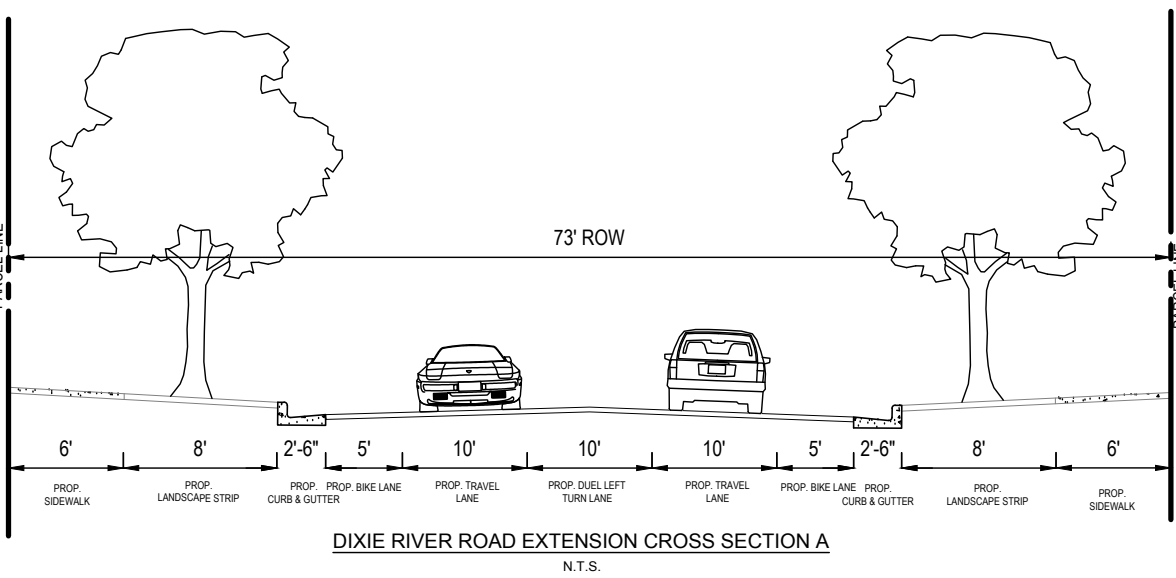 73' ROW
PARCEL LINE
6'
8'
2'-6"
5'
10'
10'
10'
5'
2'-6"
8'
6'
PROP.
SIDEWALK
PROP.
LANDSCAPE STRIP
PROP.
CURB & GUTTER
PROP. BIKE LANE
PROP. TRAVEL
LANE
PROP. DUEL LEFT
TURN LANE
PROP. TRAVEL
LANE
PROP. BIKE LANE
PROP.
CURB & GUTTER
PROP.
LANDSCAPE STRIP
PROP.
SIDEWALK
DIXIE RIVER ROAD EXTENSION CROSS SECTION A
N.T.S.